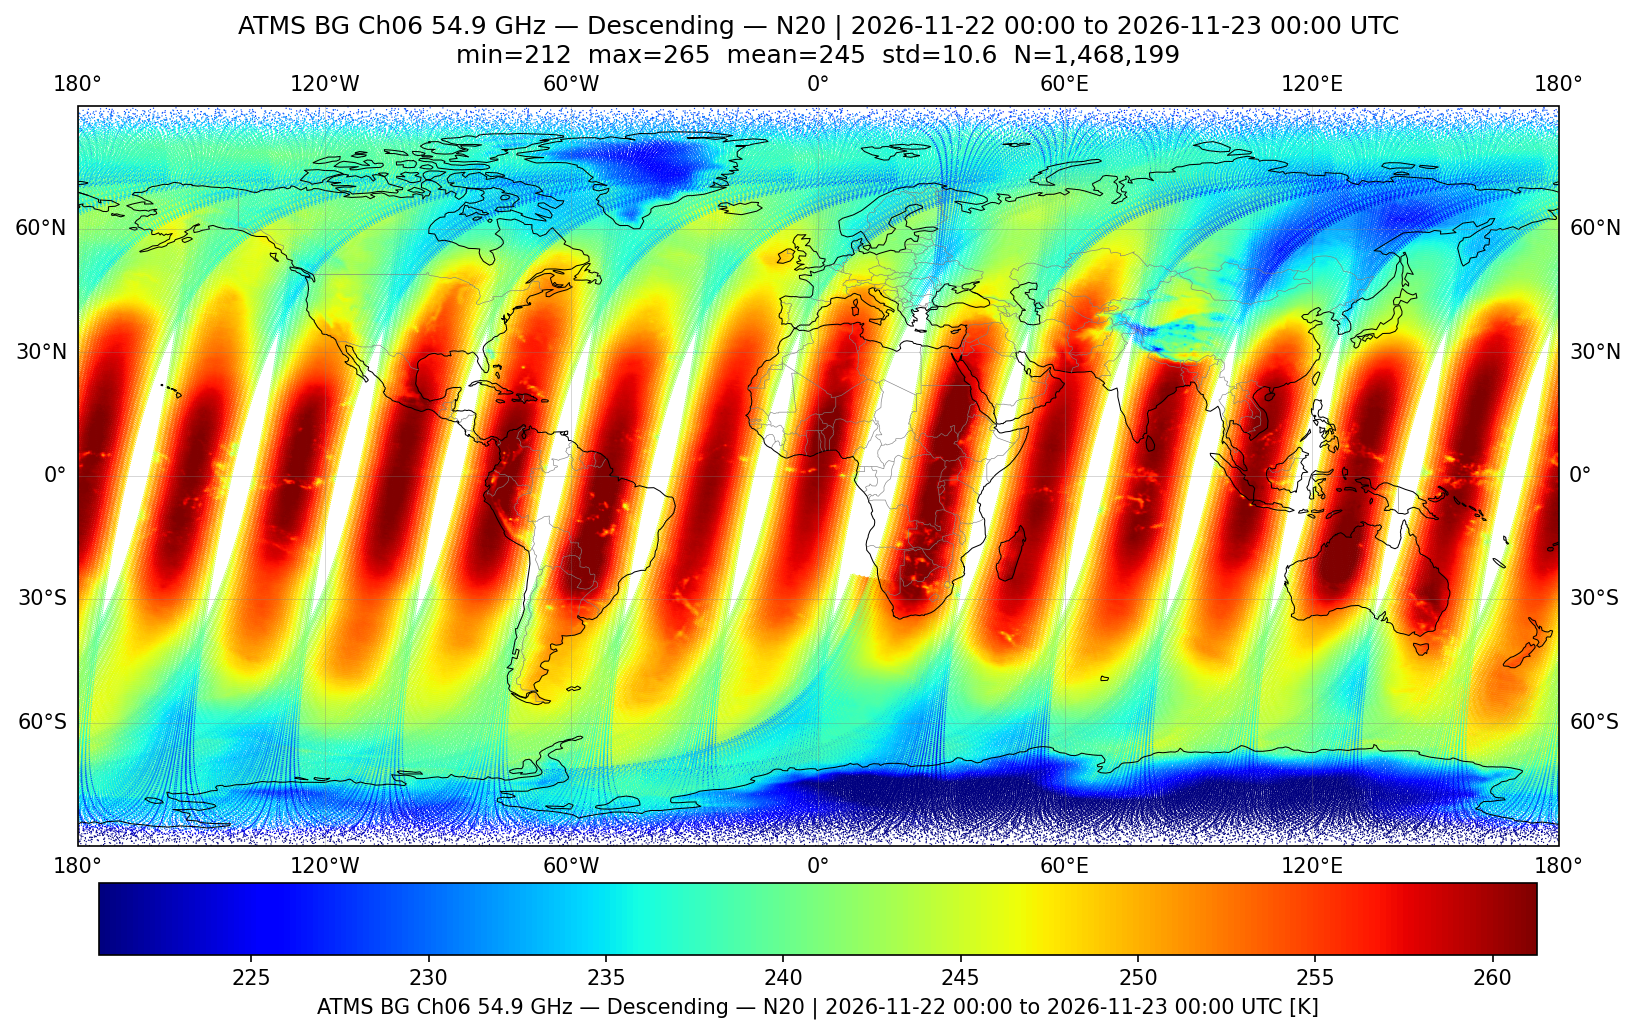 ATMS BG Ch06 54.9 GHz — Descending — N20 | 2026-11-22 00:00 to 2026-11-23 00:00 UTC
min=212 max=265 mean=245 std=10.6 N=1,468,199
180° 120°W 60°W 0° 60°E 120°E 180°
60°N 60°N
30°N 30°N
0° 0°
30°S 30°S
60°S 60°S
180° 120°W 60°W 0° 60°E 120°E 180°
225 230 235 240 245 250 255 260
ATMS BG Ch06 54.9 GHz — Descending — N20 | 2026-11-22 00:00 to 2026-11-23 00:00 UTC [K]